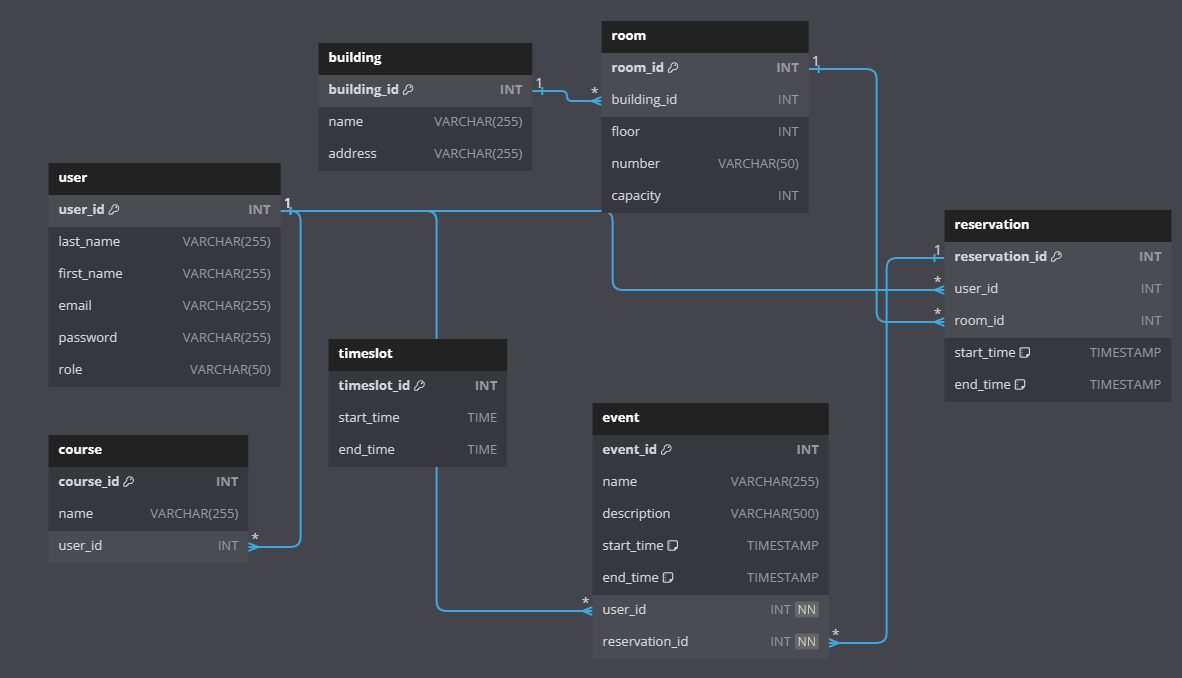 building
building_id INT
name VARCHAR(255)
address VARCHAR(255)
room
room_id INT
building_id INT
floor INT
number VARCHAR(50)
capacity INT
user
user_id INT
last_name VARCHAR(255)
first_name VARCHAR(255)
email VARCHAR(255)
password VARCHAR(255)
role VARCHAR(50)
reservation
reservation_id INT
user_id INT
room_id INT
start_time TIMESTAMP
end_time TIMESTAMP
timeslot
timeslot_id INT
start_time TIME
end_time TIME
course
course_id INT
name VARCHAR(255)
user_id INT
event
event_id INT
name VARCHAR(255)
description VARCHAR(500)
start_time TIMESTAMP
end_time TIMESTAMP
user_id INT NN
reservation_id INT NN
1
*
1
1
1
*
*
*
*
*